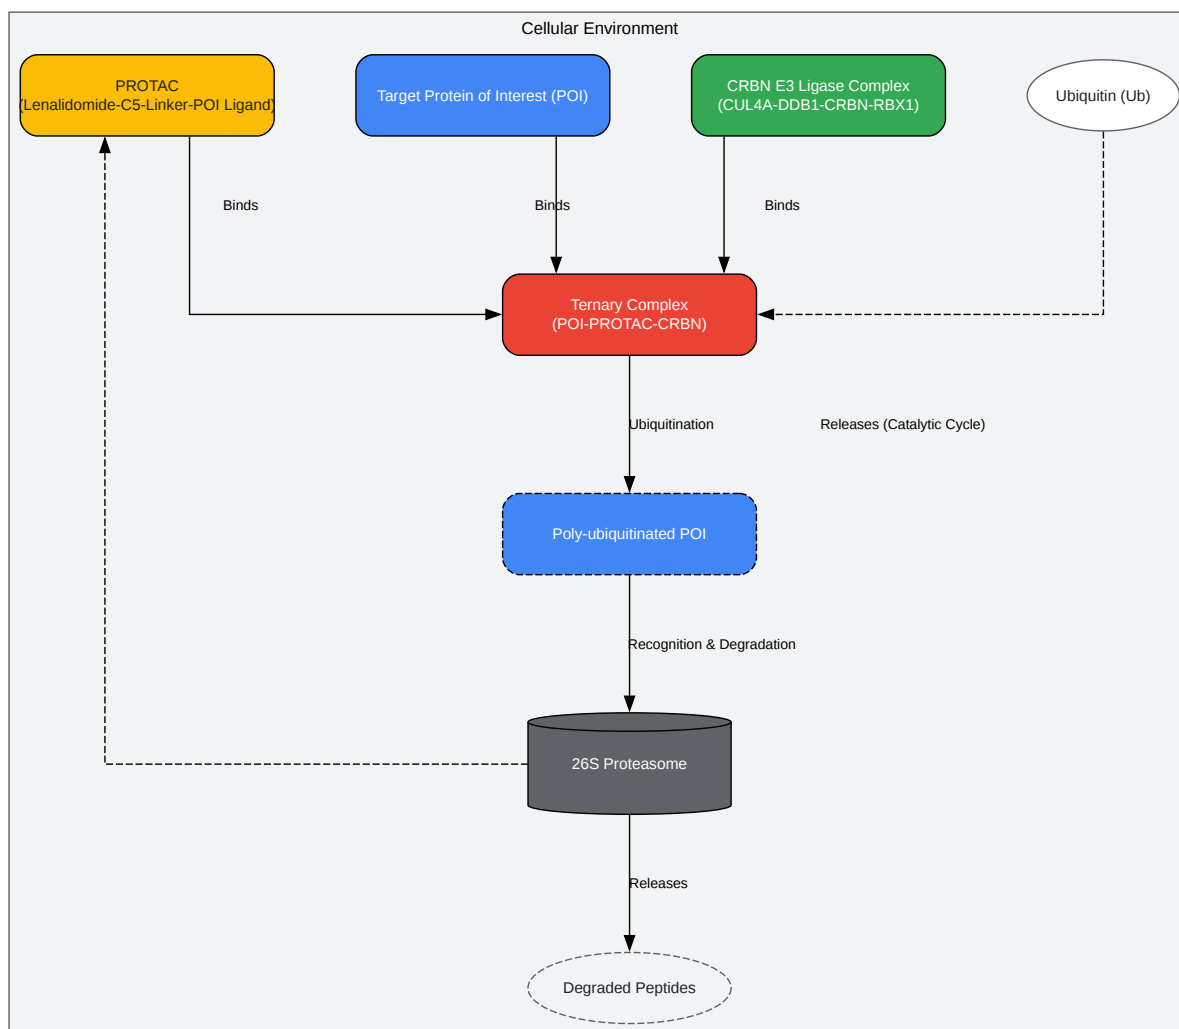 Cellular Environment
PROTAC
(Lenalidomide-C5-Linker-POI Ligand)
Target Protein of Interest (POI)
CRBN E3 Ligase Complex
(CUL4A-DDB1-CRBN-RBX1)
Ubiquitin (Ub)
Binds
Binds
Binds
Ternary Complex
(POI-PROTAC-CRBN)
Ubiquitination
Releases (Catalytic Cycle)
Poly-ubiquitinated POI
Recognition & Degradation
26S Proteasome
Releases
Degraded Peptides